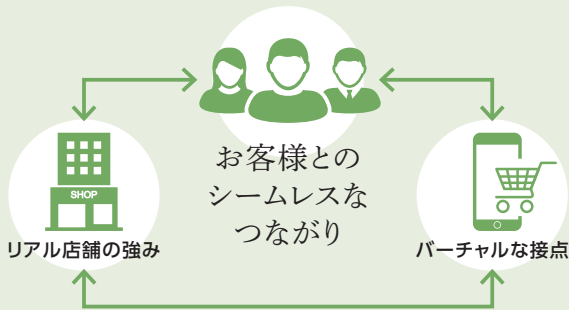 お客様との
シームレスな
つながり
SHOP
リアル店舗の強み
バーチャルな接点